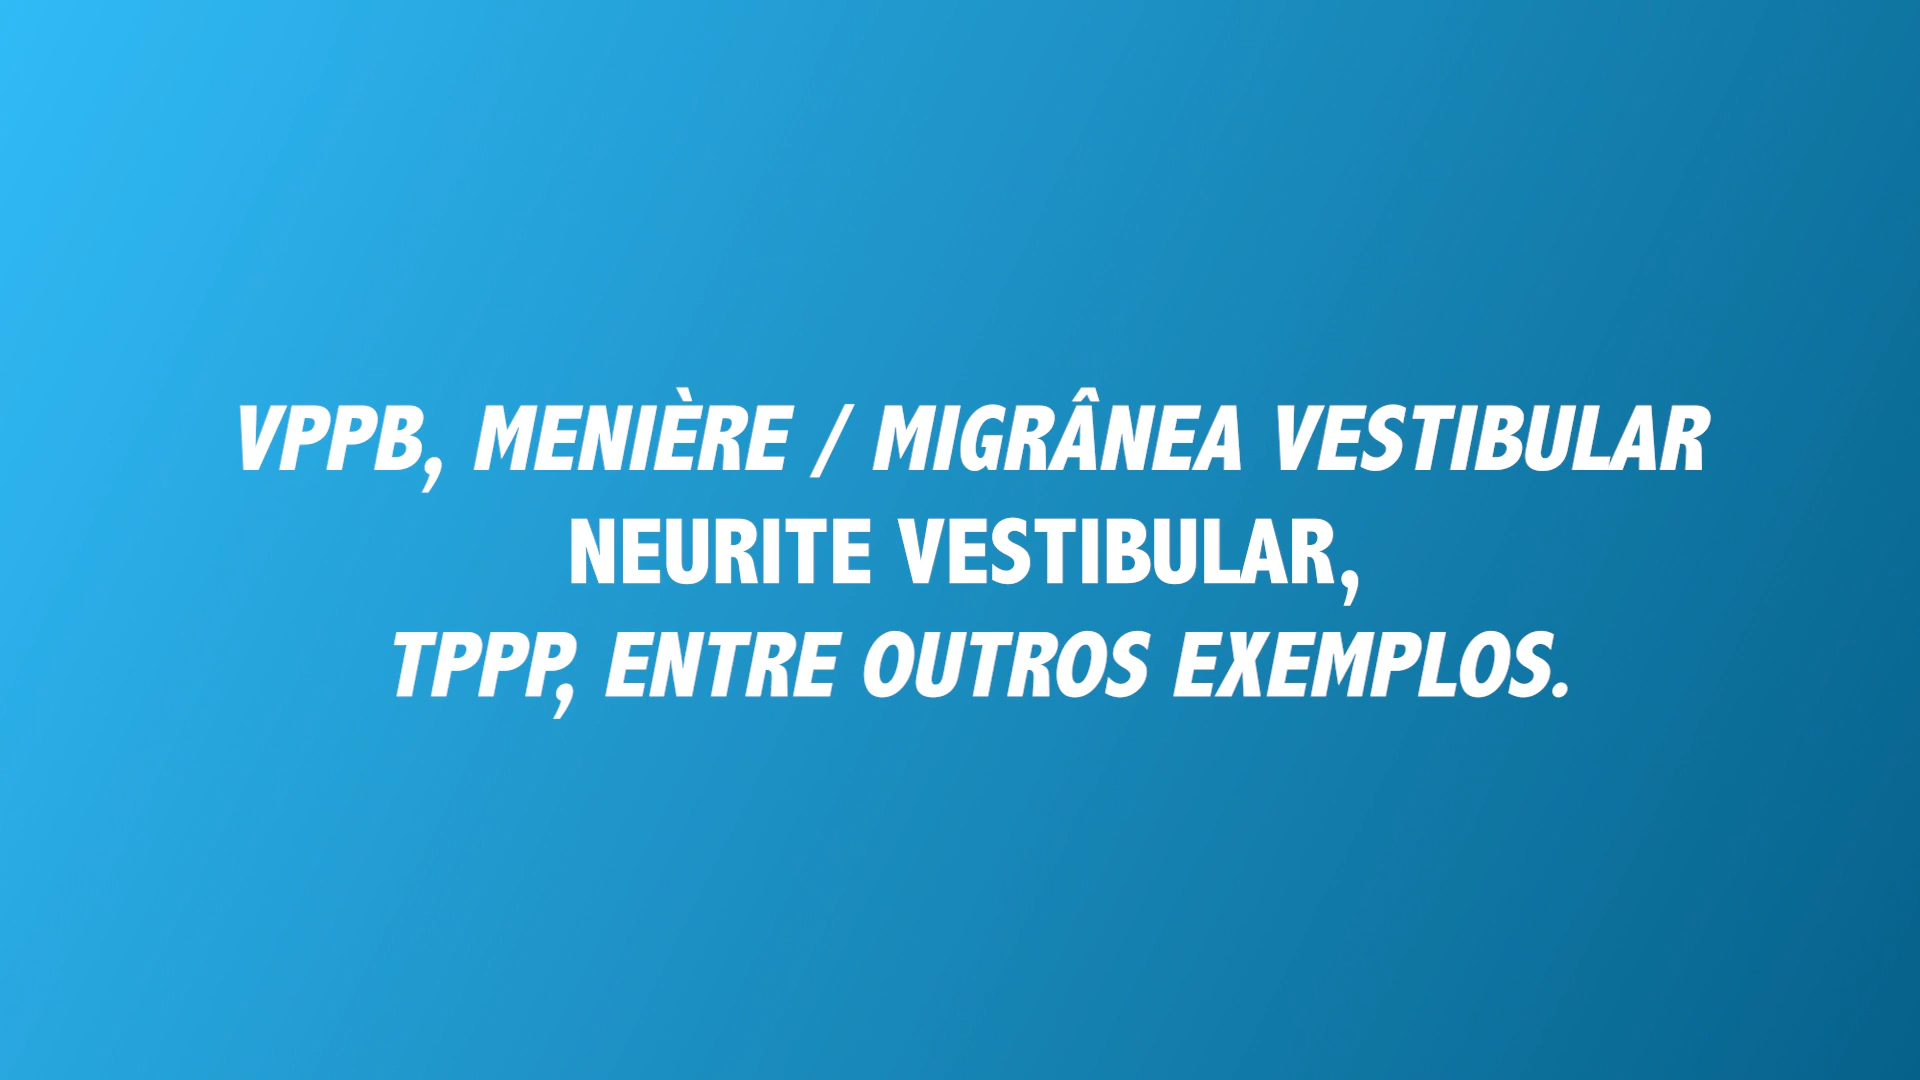 VPPB, MENIÈRE / MIGRÂNEA VESTIBULAR
NEURITE VESTIBULAR,
TPPP, ENTRE OUTROS EXEMPLOS.